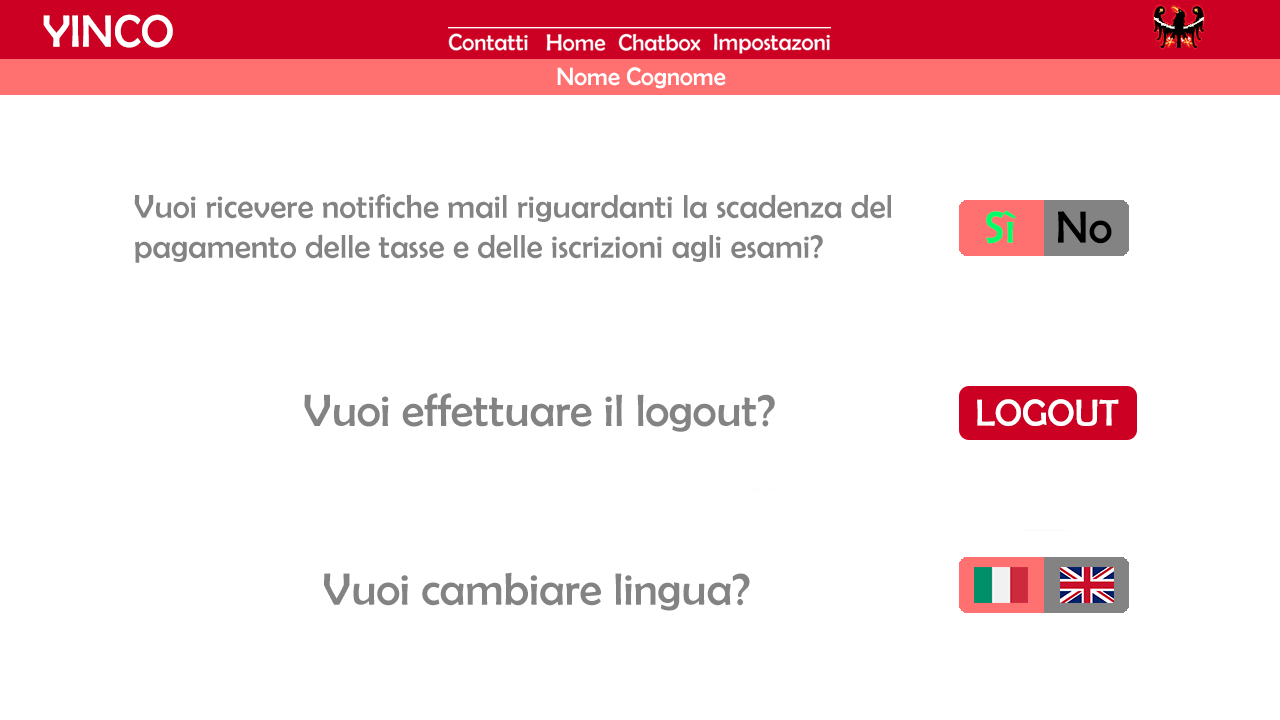 YINCO
Contatti Home Chatbox Impostazoni
Nome Cognome
Vuoi ricevere notifiche mail riguardanti la scadenza del
pagamento delle tasse e delle iscrizioni agli esami?
Sì No
Vuoi effettuare il logout?
LOGOUT
Vuoi cambiare lingua?